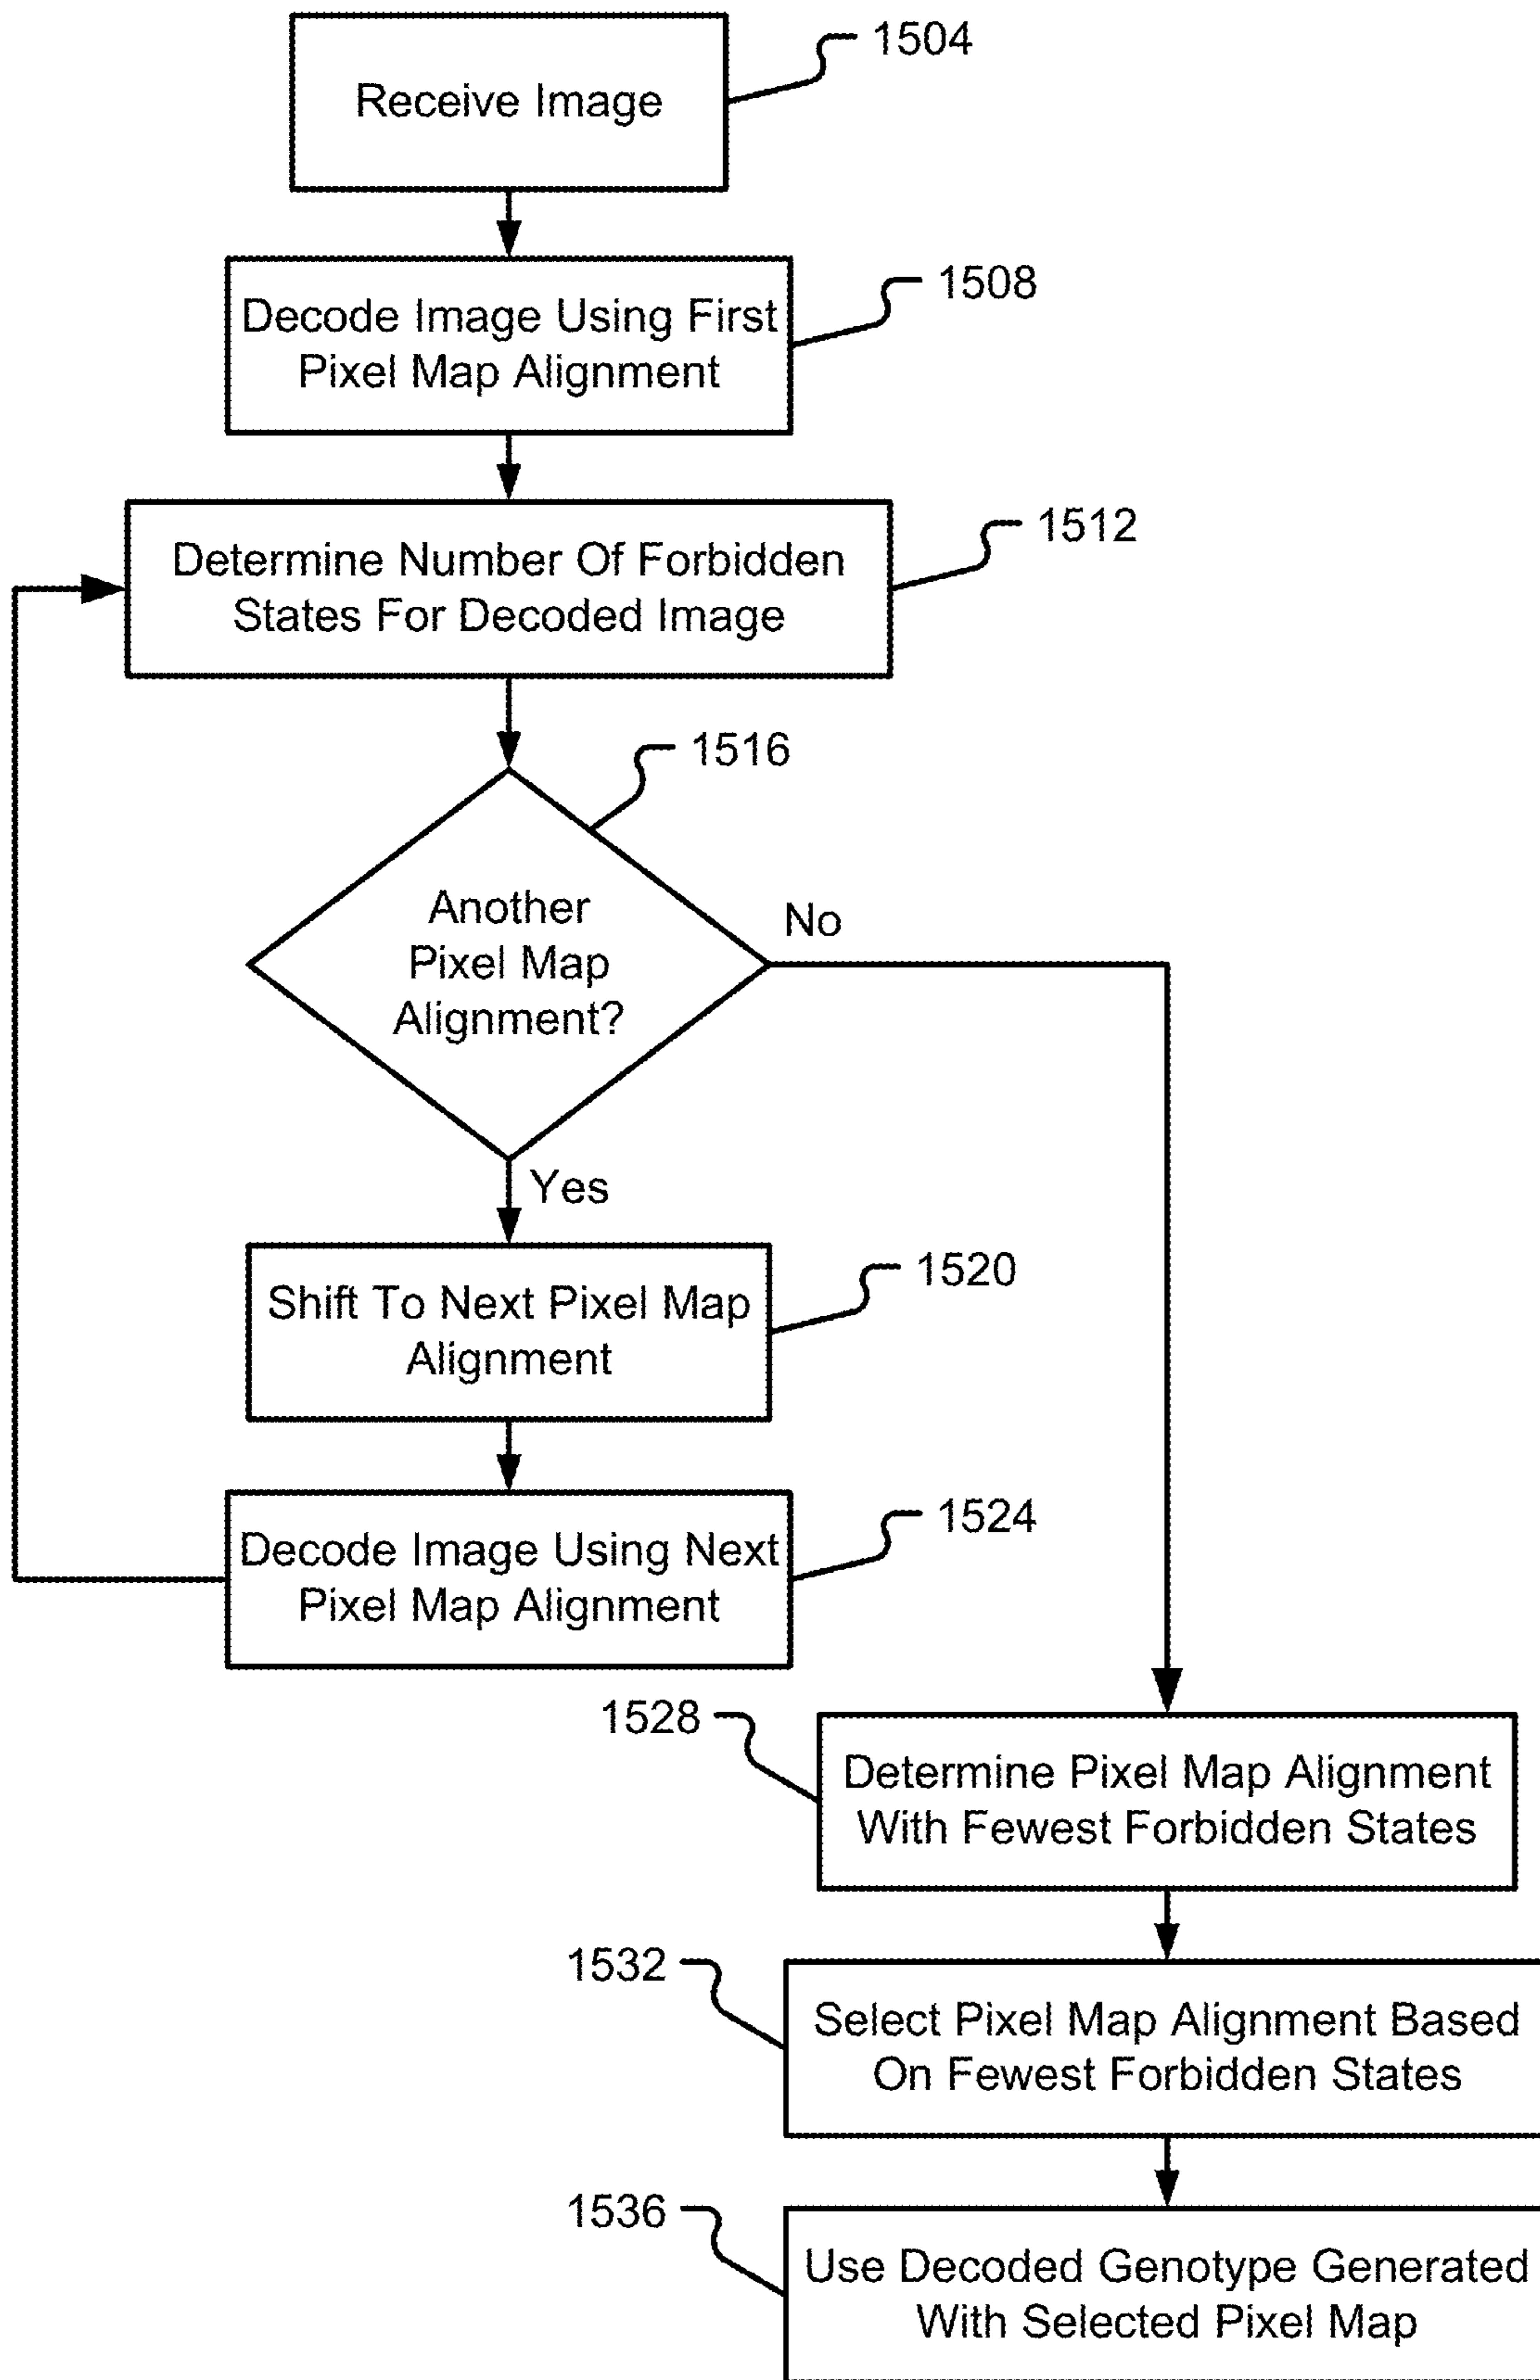 Receive Image
1504
Decode Image Using First
Pixel Map Alignment
1508
Determine Number Of Forbidden
States For Decoded Image
1512
1516
Another
Pixel Map
Alignment?
No
Yes
Shift To Next Pixel Map
Alignment
1520
Decode Image Using Next
Pixel Map Alignment
1524
1528
Determine Pixel Map Alignment
With Fewest Forbidden States
1532
Select Pixel Map Alignment Based
On Fewest Forbidden States
1536
Use Decoded Genotype Generated
With Selected Pixel Map